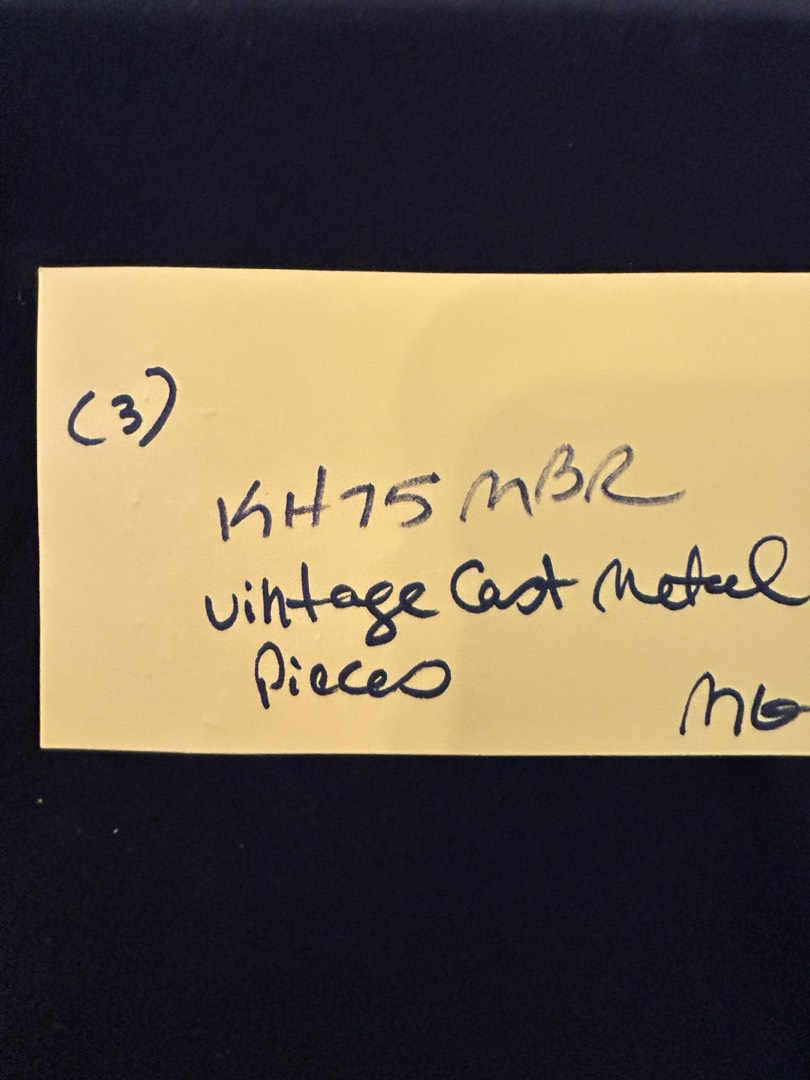 (3)
KH75 MBR
Vintage Cast Metal
Pieces